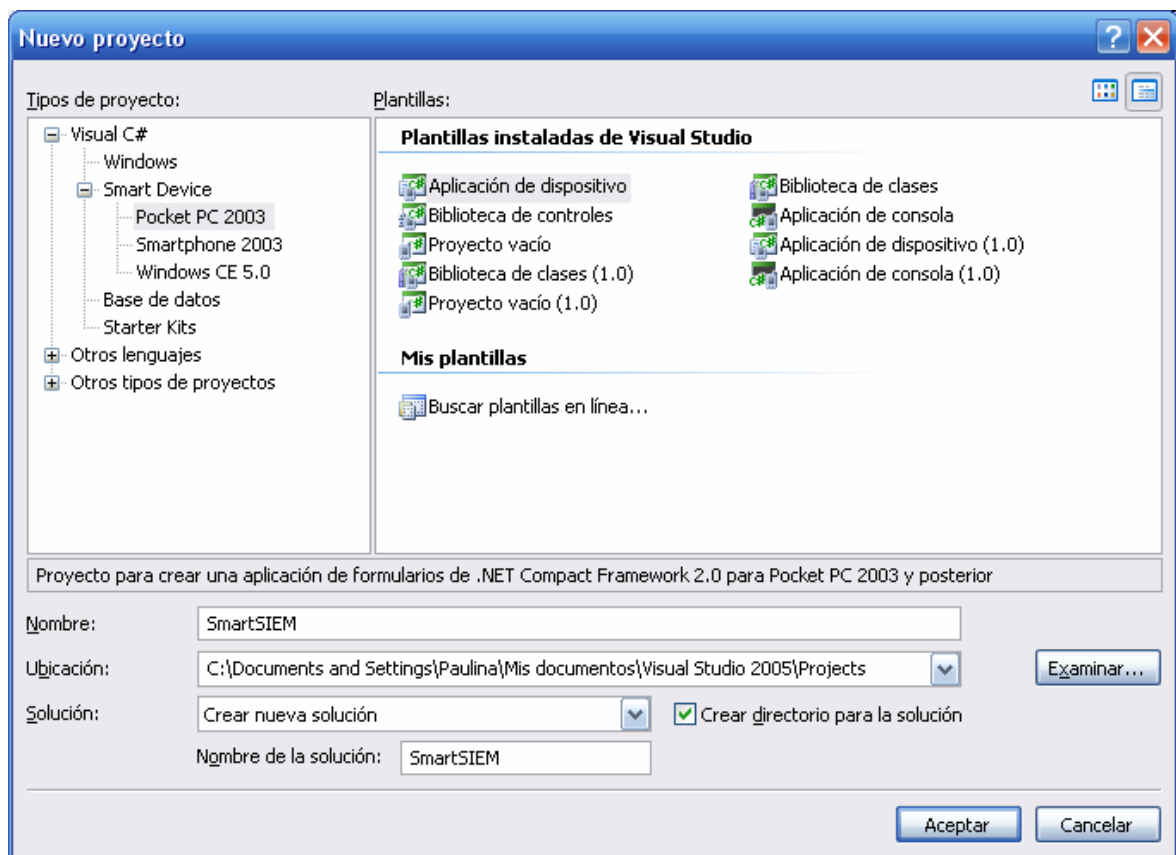 Nuevo proyecto
Tipos de proyecto:
Plantillas:
Visual C#
Windows
Smart Device
Pocket PC 2003
Smartphone 2003
Windows CE 5.0
Base de datos
Starter Kits
Otros lenguajes
Otros tipos de proyectos
Plantillas instaladas de Visual Studio
Aplicación de dispositivo
Biblioteca de controles
Proyecto vacío
Biblioteca de clases (1.0)
Proyecto vacío (1.0)
Biblioteca de clases
Aplicación de consola
Aplicación de dispositivo (1.0)
Aplicación de consola (1.0)
Mis plantillas
Buscar plantillas en línea...
Proyecto para crear una aplicación de formularios de .NET Compact Framework 2.0 para Pocket PC 2003 y posterior
Nombre:
SmartSIEM
Ubicación:
C:\Documents and Settings\Paulina\Mis documentos\Visual Studio 2005\Projects
Examinar...
Solución:
Crear nueva solución
Crear directorio para la solución
Nombre de la solución:
SmartSIEM
Aceptar
Cancelar